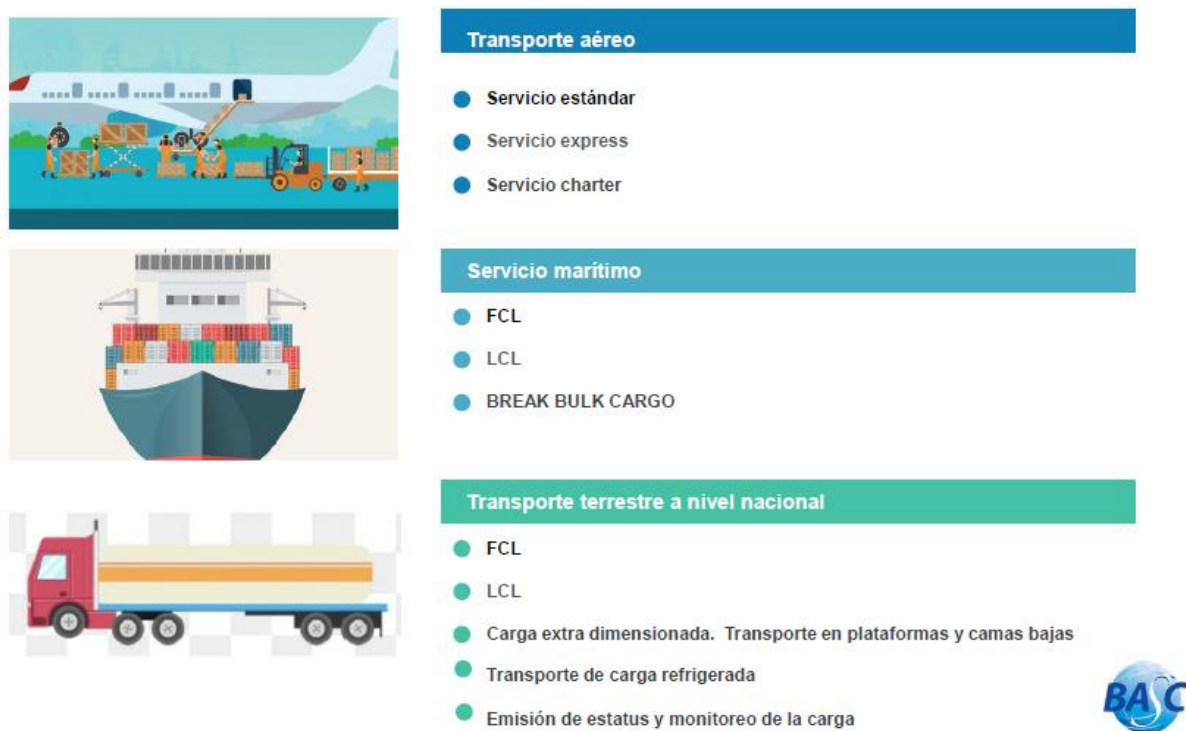 Transporte aéreo
Servicio estándar
Servicio express
Servicio charter
Servicio marítimo
FCL
LCL
BREAK BULK CARGO
Transporte terrestre a nivel nacional
FCL
LCL
Carga extra dimensionada. Transporte en plataformas y camas bajas
Transporte de carga refrigerada
Emisión de estatus y monitoreo de la carga
BASC